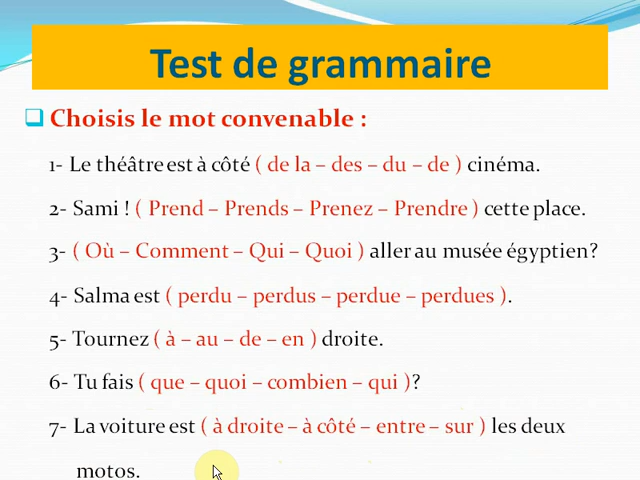 Test de grammaire
Choisis le mot convenable :
1- Le théâtre est à côté ( de la – des – du – de ) cinéma.
2- Sami ! ( Prend – Prends – Prenez – Prendre ) cette place.
3- ( Où – Comment – Qui – Quoi ) aller au musée égyptien?
4- Salma est ( perdu – perdus – perdue – perdues ).
5- Tournez ( à – au – de – en ) droite.
6- Tu fais ( que – quoi – combien – qui )?
7- La voiture est ( à droite – à côté – entre – sur ) les deux
motos.